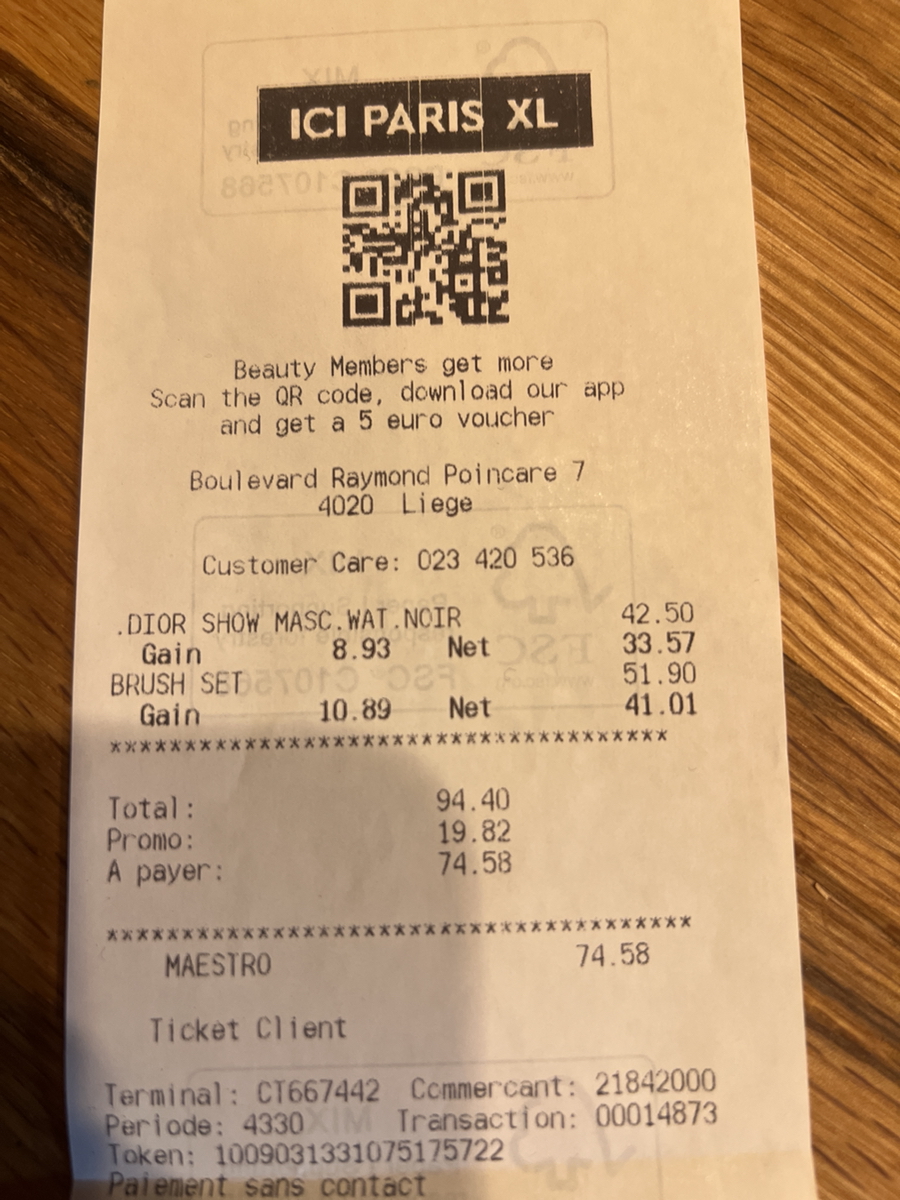 ICI PARIS XL
Beauty Members get more
Scan the QR code, download our app
and get a 5 euro voucher
Boulevard Raymond Poincare 7
4020 Liege
Customer Care: 023 420 536
.DIOR SHOW MASC.WAT.NOIR 42.50
Gain 8.93 Net 33.57
BRUSH SET 51.90
Gain 10.89 Net 41.01
***************************************
Total: 94.40
Promo: 19.82
A payer: 74.58
***************************************
MAESTRO 74.58
Ticket Client
Terminal: CT667442 Commercant: 21842000
Periode: 4330 Transaction: 00014873
Token: 1009031331075175722
Paiement sans contact